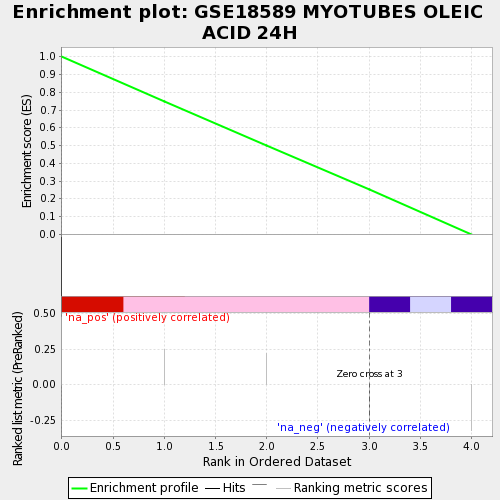 Enrichment plot: GSE18589 MYOTUBES OLEIC
ACID 24H
Enrichment score (ES)
1.0
0.9
0.8
0.7
0.6
0.5
0.4
0.3
0.2
0.1
0.0
'na_pos' (positively correlated)
Ranked list metric (PreRanked)
0.50
0.25
0.00
-0.25
Zero cross at 3
'na_neg' (negatively correlated)
0.0 0.5 1.0 1.5 2.0 2.5 3.0 3.5 4.0
Rank in Ordered Dataset
Enrichment profile Hits Ranking metric scores